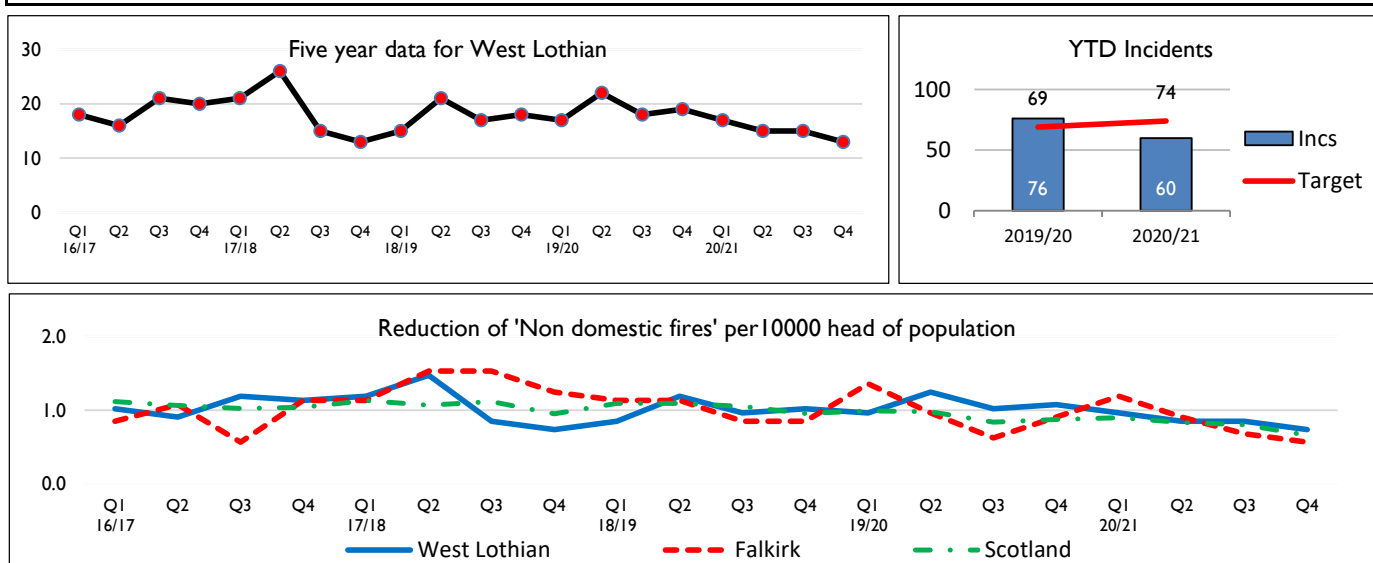 Five year data for West Lothian
30
20
10
0
Q1 Q2 Q3 Q4 Q1 Q2 Q3 Q4 Q1 Q2 Q3 Q4 Q1 Q2 Q3 Q4 Q1 Q2 Q3 Q4
16/17 17/18 18/19 19/20 20/21
YTD Incidents
100
50
0
69 74
76 60
2019/20 2020/21
Incs
Target
Reduction of 'Non domestic fires' per10000 head of population
2.0
1.0
0.0
Q1 Q2 Q3 Q4 Q1 Q2 Q3 Q4 Q1 Q2 Q3 Q4 Q1 Q2 Q3 Q4 Q1 Q2 Q3 Q4
16/17 17/18 18/19 19/20 20/21
West Lothian Falkirk Scotland